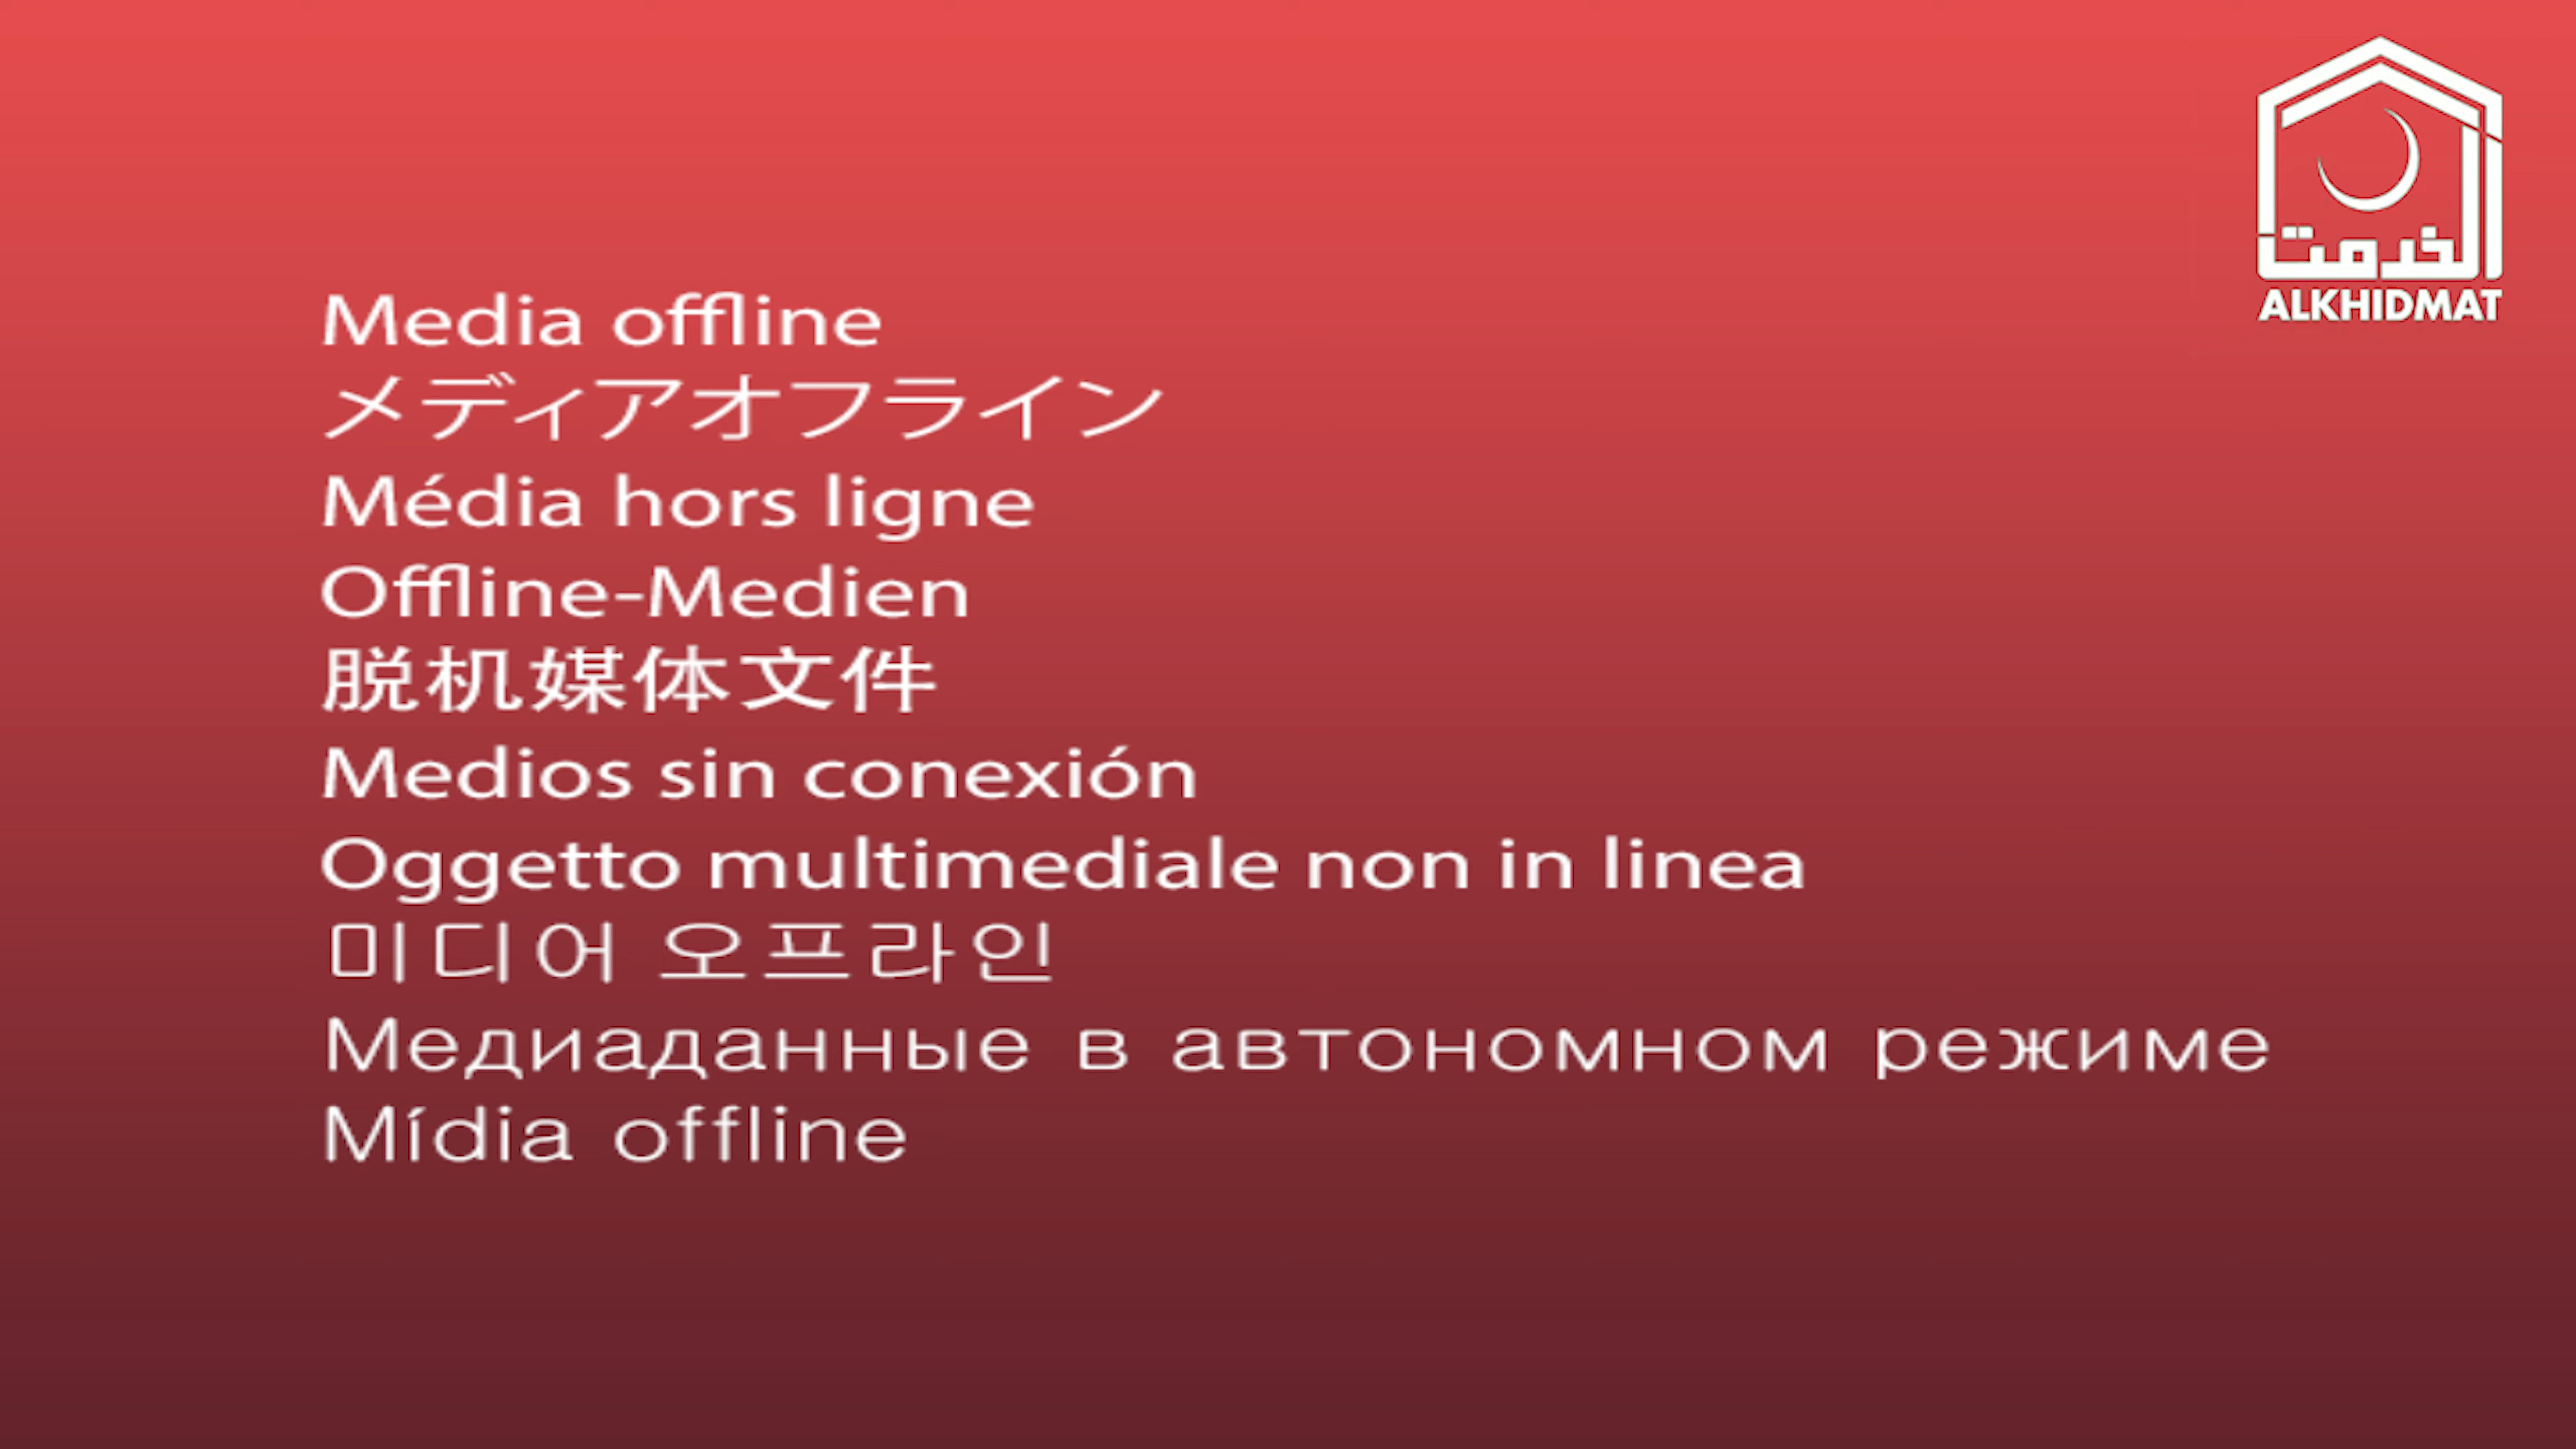 Media offline
メディアオフライン
Média hors ligne
Offline-Medien
脱机媒体文件
Medios sin conexión
Oggetto multimediale non in linea
미디어 오프라인
Медиаданные в автономном режиме
Mídia offline
الخدمت
ALKHIDMAT